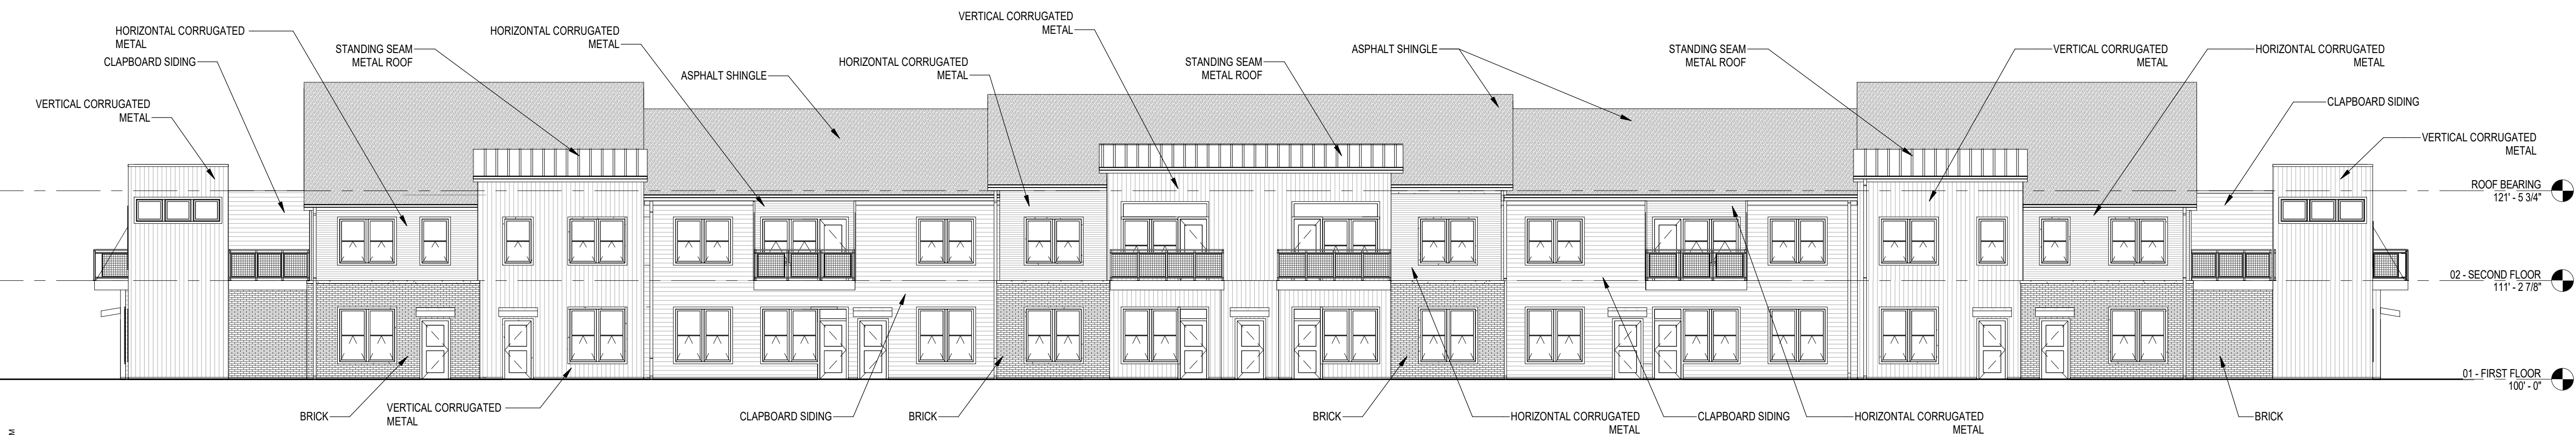 VERTICAL CORRUGATED
METAL
HORIZONTAL CORRUGATED
METAL
CLAPBOARD SIDING
VERTICAL CORRUGATED
METAL
STANDING SEAM
METAL ROOF
HORIZONTAL CORRUGATED
METAL
ASPHALT SHINGLE
HORIZONTAL CORRUGATED
METAL
STANDING SEAM
METAL ROOF
ASPHALT SHINGLE
STANDING SEAM
METAL ROOF
VERTICAL CORRUGATED
METAL
HORIZONTAL CORRUGATED
METAL
CLAPBOARD SIDING
VERTICAL CORRUGATED
METAL
ROOF BEARING
121' - 5 3/4"
02 - SECOND FLOOR
111' - 2 7/8"
01 - FIRST FLOOR
100' - 0"
BRICK
VERTICAL CORRUGATED
METAL
CLAPBOARD SIDING
BRICK
BRICK
HORIZONTAL CORRUGATED
METAL
CLAPBOARD SIDING
HORIZONTAL CORRUGATED
METAL
BRICK
M